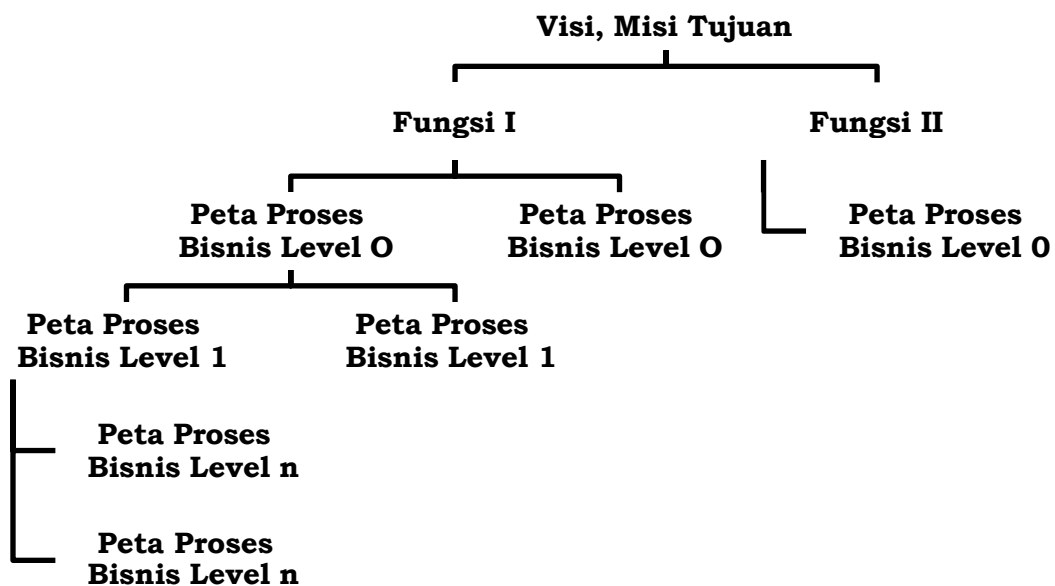 Visi, Misi Tujuan
Fungsi I
Fungsi II
Peta Proses
Bisnis Level O
Peta Proses
Bisnis Level O
Peta Proses
Bisnis Level 0
Peta Proses
Bisnis Level 1
Peta Proses
Bisnis Level 1
Peta Proses
Bisnis Level n
Peta Proses
Bisnis Level n